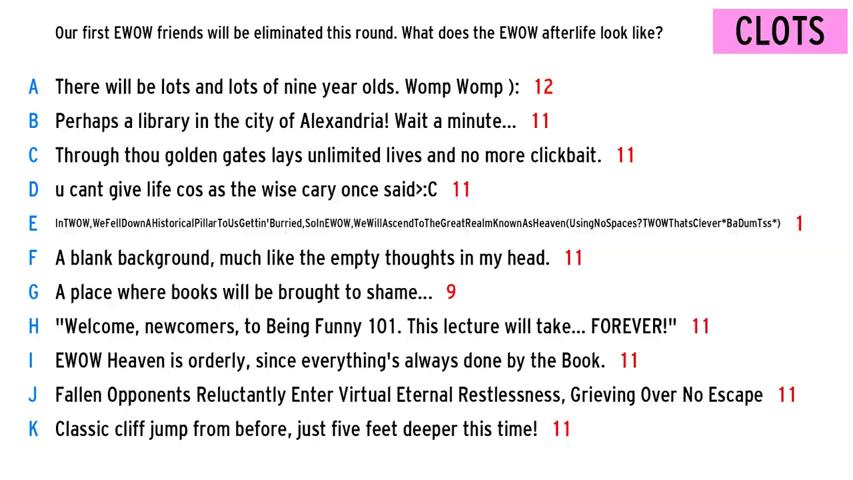 Our first EWOW friends will be eliminated this round. What does the EWOW afterlife look like?
CLOTS
A There will be lots and lots of nine year olds. Womp Womp ): 12
B Perhaps a library in the city of Alexandria! Wait a minute... 11
C Through thou golden gates lays unlimited lives and no more clickbait. 11
D u cant give life cos as the wise cary once said>:C 11
E InTWOW,WeFellDownAHistoricalPillarToUsGettin'Burried,SoInEWOW,WeWillAscendToTheGreatRealmKnownAsHeaven(UsingNoSpaces?TWOWThatsClever*BaDumTss*) 1
F A blank background, much like the empty thoughts in my head. 11
G A place where books will be brought to shame... 9
H "Welcome, newcomers, to Being Funny 101. This lecture will take... FOREVER!" 11
I EWOW Heaven is orderly, since everything's always done by the Book. 11
J Fallen Opponents Reluctantly Enter Virtual Eternal Restlessness, Grieving Over No Escape 11
K Classic cliff jump from before, just five feet deeper this time! 11